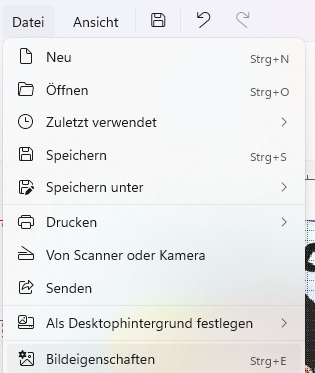 Datei Ansicht
Neu Strg+N
Öffnen Strg+O
Zuletzt verwendet
Speichern Strg+S
Speichern unter
Drucken
Von Scanner oder Kamera
Senden
Als Desktophintergrund festlegen
Bildeigenschaften Strg+E